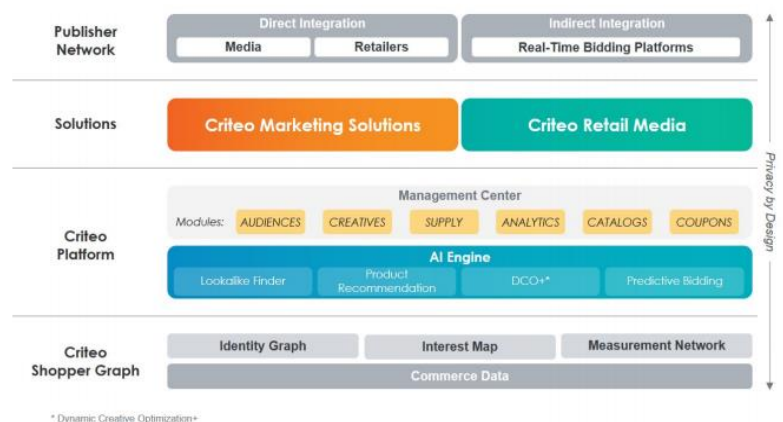 Publisher
Network
Direct Integration
Media
Retailers
Indirect Integration
Real-Time Bidding Platforms
Solutions
Criteo Marketing Solutions
Criteo Retail Media
Criteo
Platform
Management Center
Modules:
AUDIENCES
CREATIVES
SUPPLY
ANALYTICS
CATALOGS
COUPONS
AI Engine
Lookalike Finder
Product
Recommendation
DCO+*
Predictive Bidding
Criteo
Shopper Graph
Identity Graph
Interest Map
Measurement Network
Commerce Data
Privacy by Design
* Dynamic Creative Optimization+